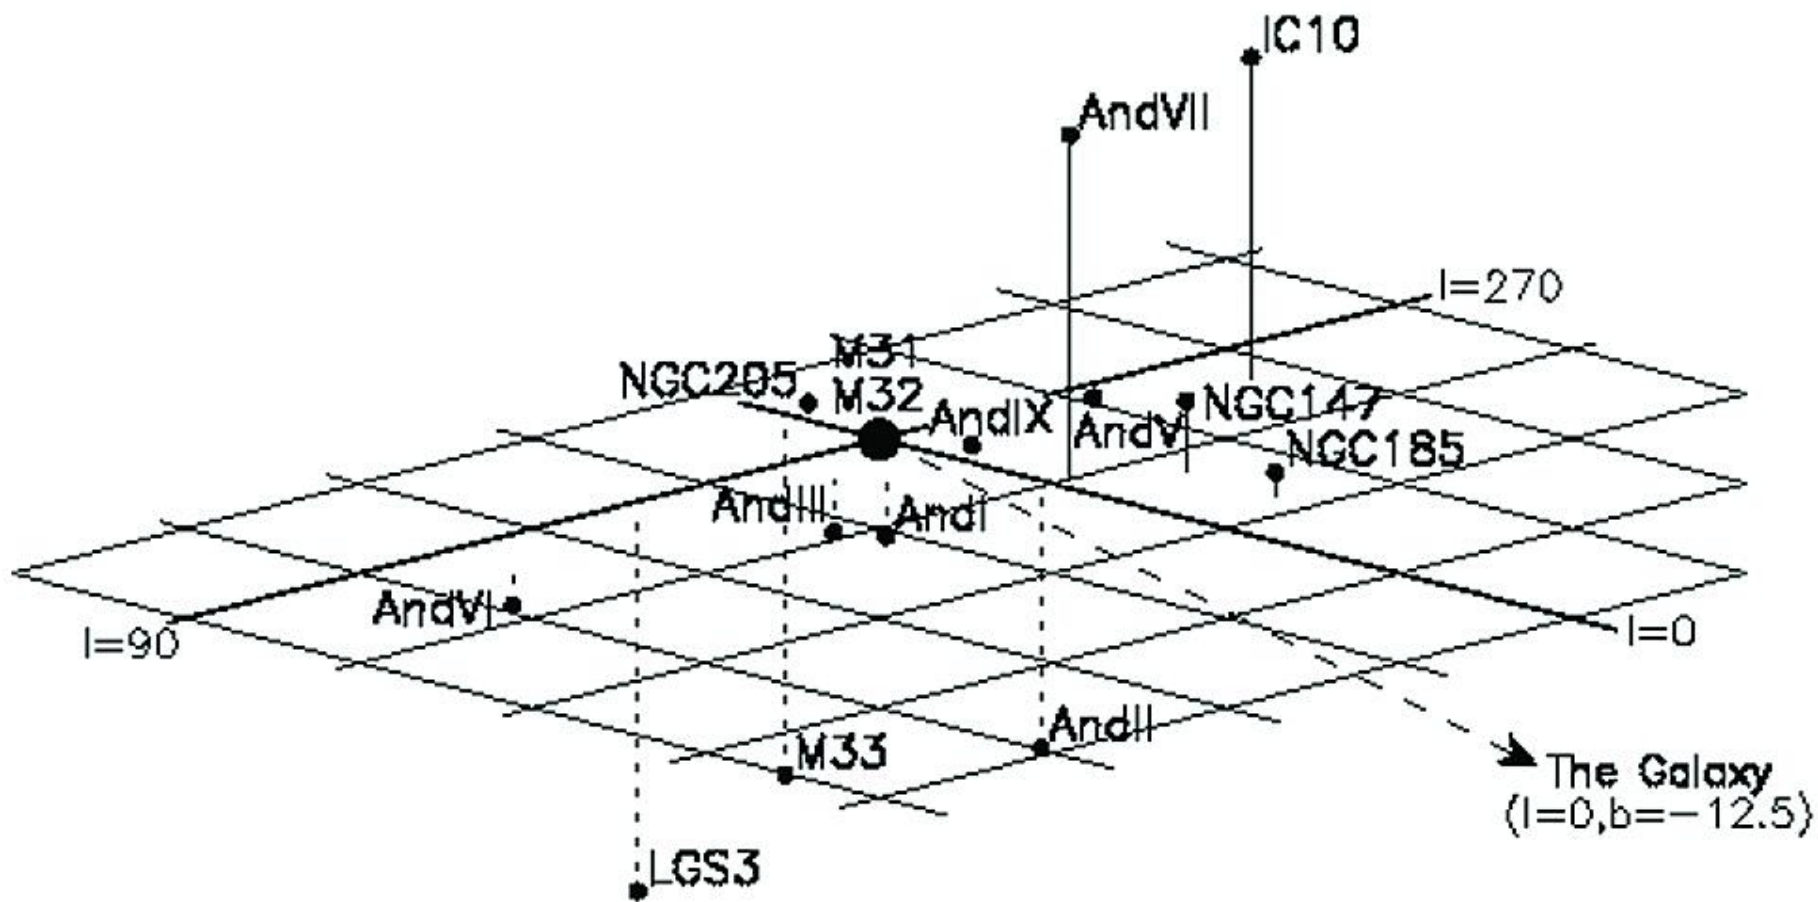 IC10
AndVII
l=270
M31
NGC205
M32
AndIX
NGC147
AndV
NGC185
AndIII
AndI
AndVI
l=90
l=0
AndII
M33
The Galaxy
(l=0,b=-12.5)
LGS3